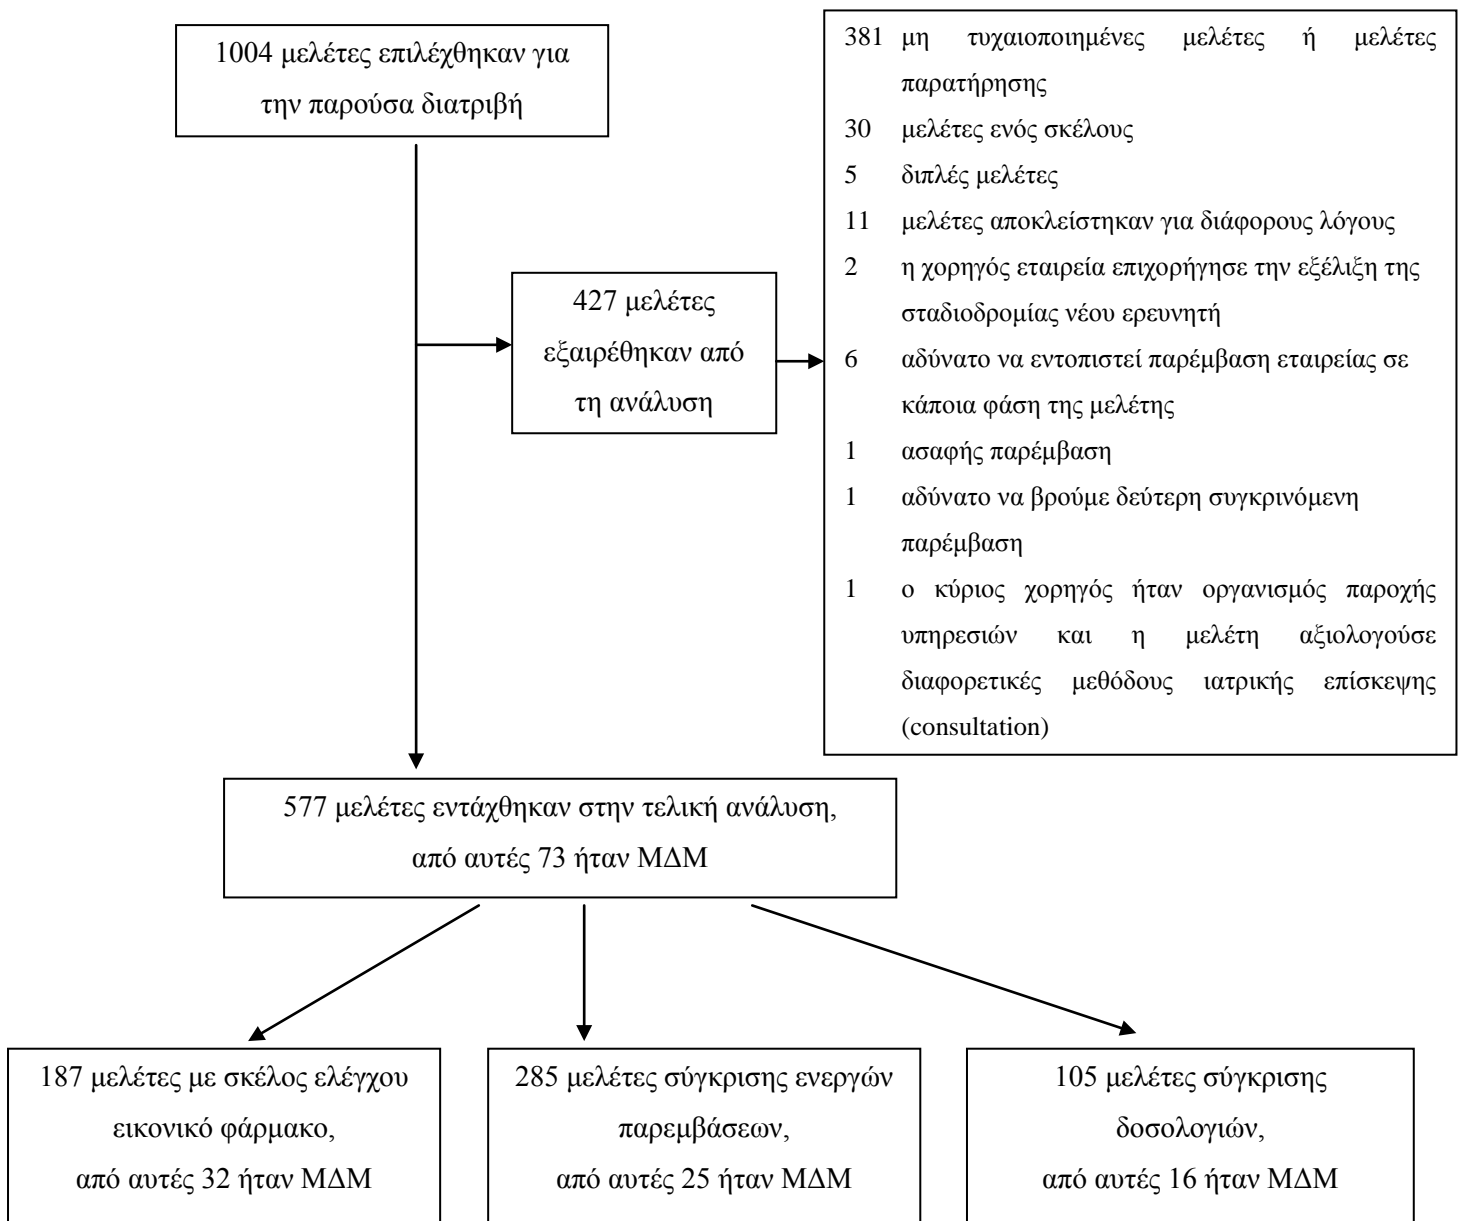 1004 μελέτες επιλέχθηκαν για
την παρούσα διατριβή
381 μη τυχαιοποιημένες μελέτες ή μελέτες
παρατήρησης
30 μελέτες ενός σκέλους
5 διπλές μελέτες
11 μελέτες αποκλείστηκαν για διάφορους λόγους
2 η χορηγός εταιρεία επιχορήγησε την εξέλιξη της
σταδιοδρομίας νέου ερευνητή
6 αδύνατο να εντοπιστεί παρέμβαση εταιρείας σε
κάποια φάση της μελέτης
1 ασαφής παρέμβαση
1 αδύνατο να βρούμε δεύτερη συγκρινόμενη
παρέμβαση
1 ο κύριος χορηγός ήταν οργανισμός παροχής
υπηρεσιών και η μελέτη αξιολογούσε
διαφορετικές μεθόδους ιατρικής επίσκεψης
(consultation)
427 μελέτες
εξαιρέθηκαν από
τη ανάλυση
577 μελέτες εντάχθηκαν στην τελική ανάλυση,
από αυτές 73 ήταν ΜΔΜ
187 μελέτες με σκέλος ελέγχου
εικονικό φάρμακο,
από αυτές 32 ήταν ΜΔΜ
285 μελέτες σύγκρισης ενεργών
παρεμβάσεων,
από αυτές 25 ήταν ΜΔΜ
105 μελέτες σύγκρισης
δοσολογιών,
από αυτές 16 ήταν ΜΔΜ